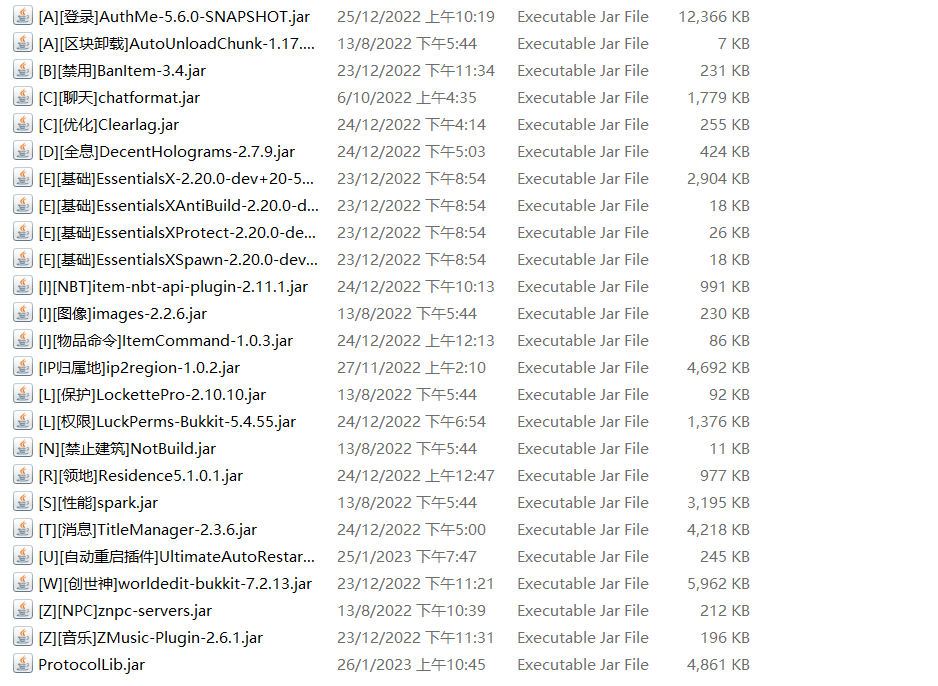 [A][登录]AuthMe-5.6.0-SNAPSHOT.jar 25/12/2022 上午10:19 Executable Jar File 12,366 KB
[A][区块卸载]AutoUnloadChunk-1.17.... 13/8/2022 下午5:44 Executable Jar File 7 KB
[B][禁用]BanItem-3.4.jar 23/12/2022 下午11:34 Executable Jar File 231 KB
[C][聊天]chatformat.jar 6/10/2022 上午4:35 Executable Jar File 1,779 KB
[C][优化]Clearlag.jar 24/12/2022 下午4:14 Executable Jar File 255 KB
[D][全息]DecentHolograms-2.7.9.jar 24/12/2022 下午5:03 Executable Jar File 424 KB
[E][基础]EssentialsX-2.20.0-dev+20-5... 23/12/2022 下午8:54 Executable Jar File 2,904 KB
[E][基础]EssentialsXAntiBuild-2.20.0-d... 23/12/2022 下午8:54 Executable Jar File 18 KB
[E][基础]EssentialsXProtect-2.20.0-de... 23/12/2022 下午8:54 Executable Jar File 26 KB
[E][基础]EssentialsXSpawn-2.20.0-dev... 23/12/2022 下午8:54 Executable Jar File 18 KB
[I][NBT]item-nbt-api-plugin-2.11.1.jar 24/12/2022 下午10:13 Executable Jar File 991 KB
[I][图像]images-2.2.6.jar 13/8/2022 下午5:44 Executable Jar File 230 KB
[I][物品命令]ItemCommand-1.0.3.jar 24/12/2022 上午12:13 Executable Jar File 86 KB
[IP归属地]ip2region-1.0.2.jar 27/11/2022 上午2:10 Executable Jar File 4,692 KB
[L][保护]LockettePro-2.10.10.jar 13/8/2022 下午5:44 Executable Jar File 92 KB
[L][权限]LuckPerms-Bukkit-5.4.55.jar 24/12/2022 下午6:54 Executable Jar File 1,376 KB
[N][禁止建筑]NotBuild.jar 13/8/2022 下午5:44 Executable Jar File 11 KB
[R][领地]Residence5.1.0.1.jar 24/12/2022 上午12:47 Executable Jar File 977 KB
[S][性能]spark.jar 13/8/2022 下午5:44 Executable Jar File 3,195 KB
[T][消息]TitleManager-2.3.6.jar 24/12/2022 下午5:00 Executable Jar File 4,218 KB
[U][自动重启插件]UltimateAutoRestar... 25/1/2023 下午7:47 Executable Jar File 245 KB
[W][创世神]worldedit-bukkit-7.2.13.jar 23/12/2022 下午11:21 Executable Jar File 5,962 KB
[Z][NPC]znpc-servers.jar 13/8/2022 下午10:39 Executable Jar File 212 KB
[Z][音乐]ZMusic-Plugin-2.6.1.jar 23/12/2022 下午11:31 Executable Jar File 196 KB
ProtocolLib.jar 26/1/2023 上午10:45 Executable Jar File 4,861 KB